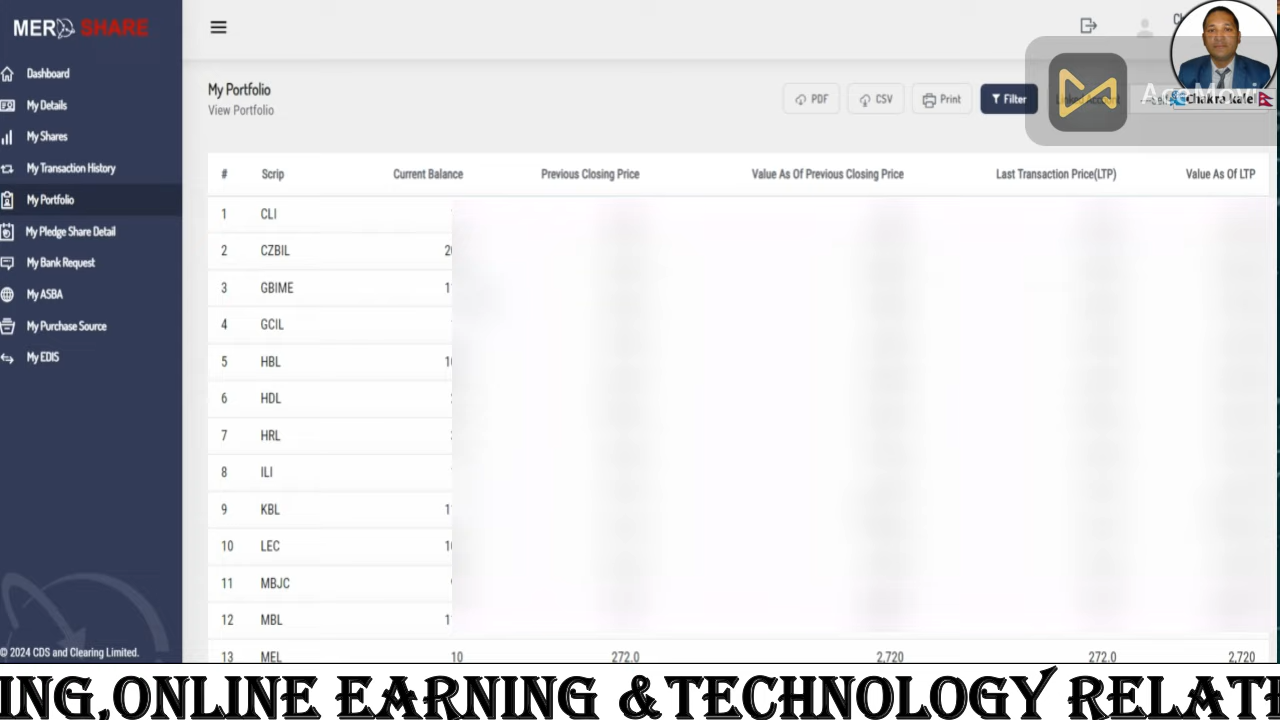 MERO SHARE
Dashboard
My Details
My Shares
My Transaction History
My Portfolio
My Pledge Share Detail
My Bank Request
My ASBA
My Purchase Source
My EDIS
© 2024 CDS and Clearing Limited.
My Portfolio
View Portfolio
PDF
CSV
Print
Filter
AceMovi
Chakra kafel
# Scrip Current Balance Previous Closing Price Value As Of Previous Closing Price Last Transaction Price(LTP) Value As Of LTP
1 CLI
2 CZBIL
3 GBIME
4 GCIL
5 HBL
6 HDL
7 HRL
8 ILI
9 KBL
10 LEC
11 MBJC
12 MBL
13 MEL 10 272.0 2,720 272.0 2,720
ING,ONLINE EARNING &TECHNOLOGY RELATI